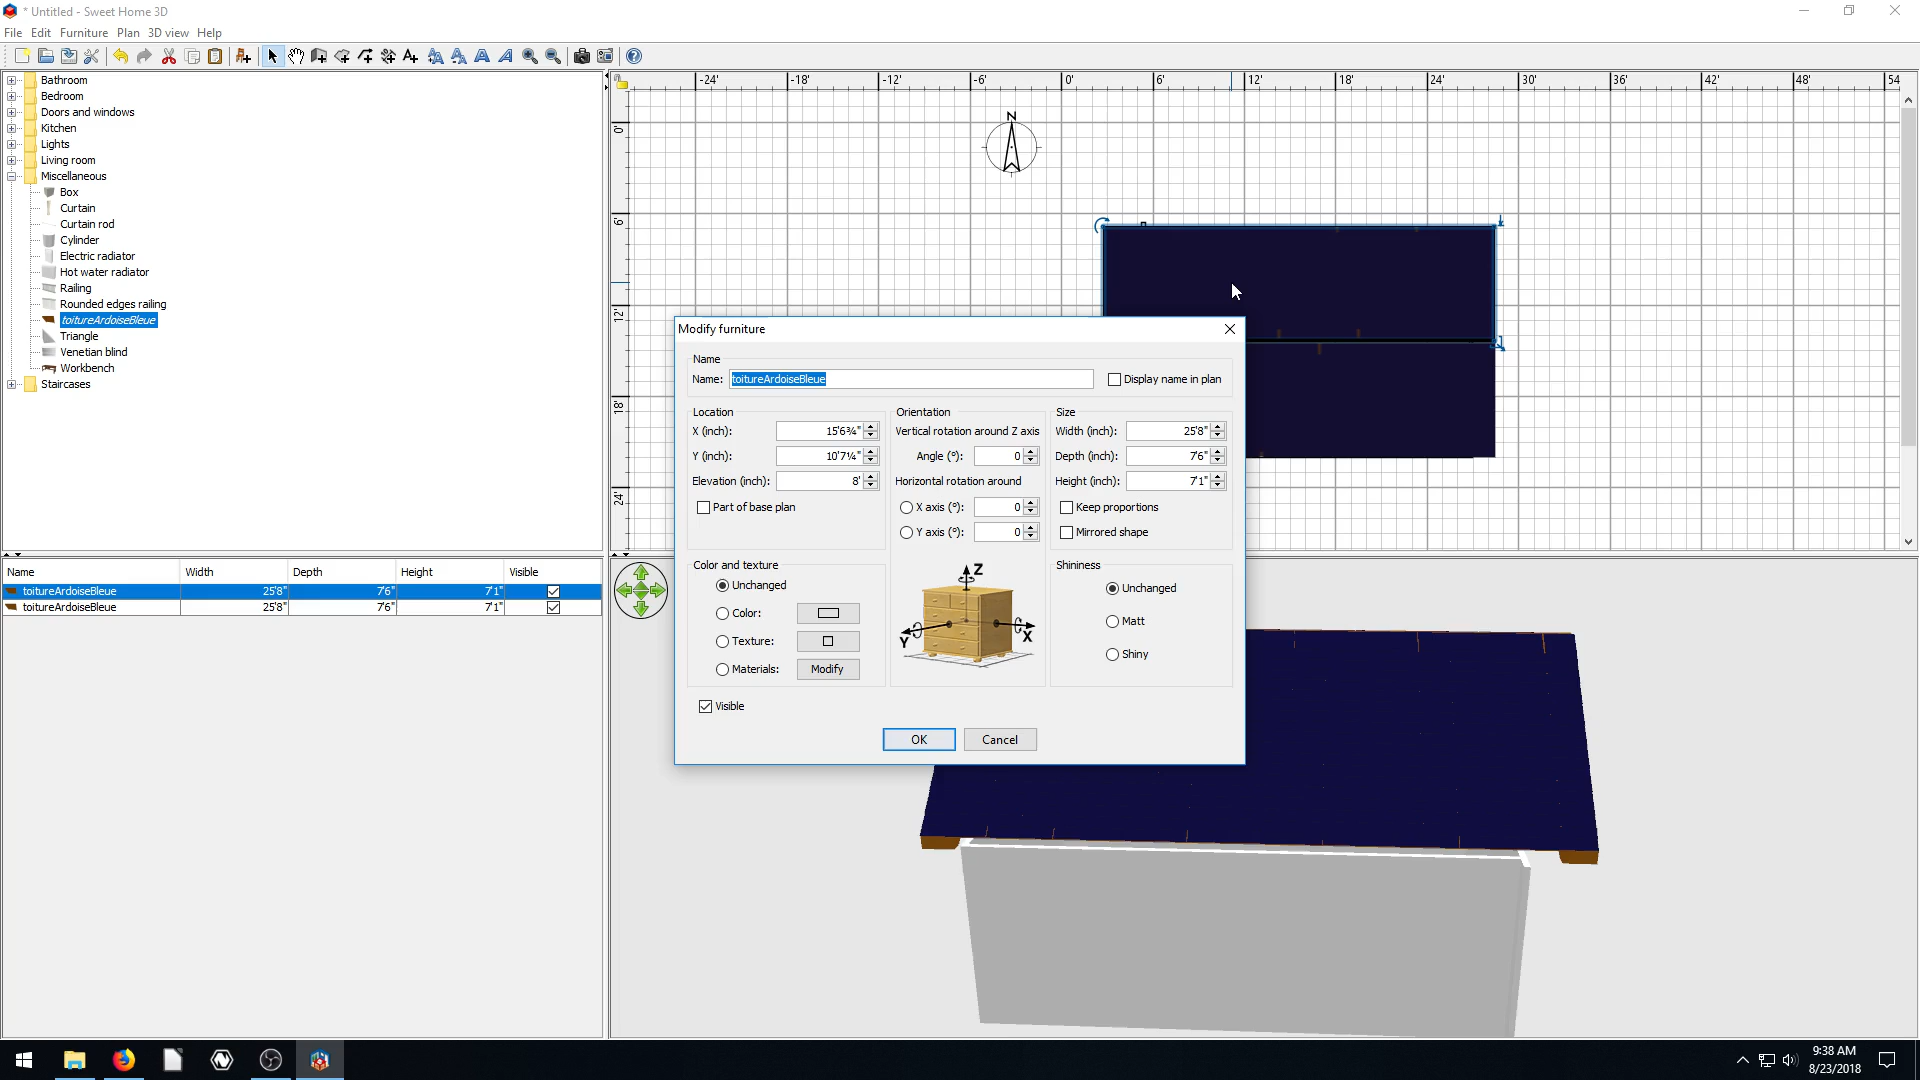 * Untitled - Sweet Home 3D
File Edit Furniture Plan 3D view Help
Bathroom
Bedroom
Doors and windows
Kitchen
Lights
Living room
Miscellaneous
Box
Curtain
Curtain rod
Cylinder
Electric radiator
Hot water radiator
Railing
Rounded edges railing
toitureArdoiseBleue
Triangle
Venetian blind
Workbench
Staircases
-24' -18' -12' -6' 0' 6' 12' 18' 24' 30' 36' 42' 48' 54
0'
6'
12'
18'
24'
N
Modify furniture
Name
Name: toitureArdoiseBleue Display name in plan
Location
X (inch): 15'6¾"
Y (inch): 10'7¼"
Elevation (inch): 8'
Part of base plan
Orientation
Vertical rotation around Z axis
Angle (°): 0
Horizontal rotation around
X axis (°): 0
Y axis (°): 0
Size
Width (inch): 25'8"
Depth (inch): 7'6"
Height (inch): 7'1"
Keep proportions
Mirrored shape
Color and texture
Unchanged
Color:
Texture:
Materials: Modify
Z
Y
X
Shininess
Unchanged
Matt
Shiny
Visible
OK Cancel
Name Width Depth Height Visible
toitureArdoiseBleue 25'8" 7'6" 7'1"
toitureArdoiseBleue 25'8" 7'6" 7'1"
9:38 AM
8/23/2018